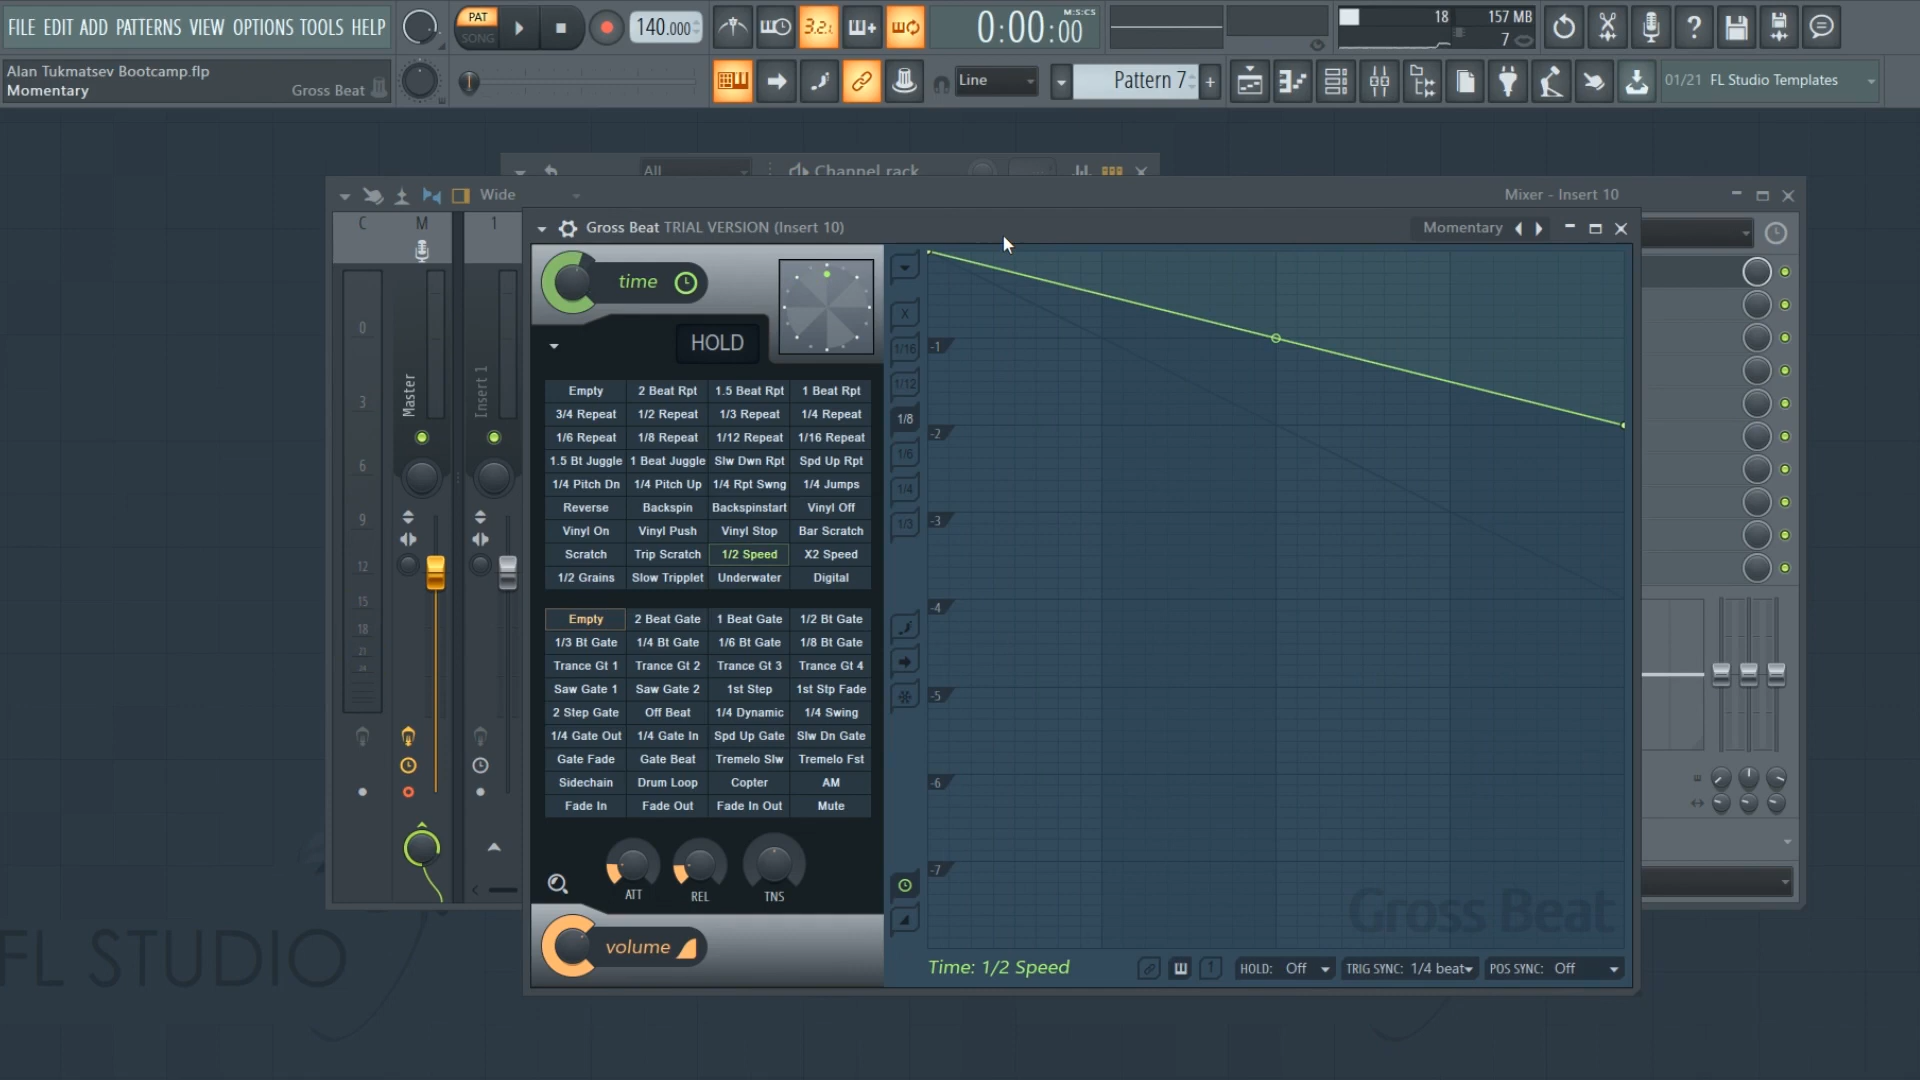 FILE EDIT ADD PATTERNS VIEW OPTIONS TOOLS HELP
PAT
SONG
140.000
3.2.
0:00:00
M:S:CS
18
157 MB
7
Alan Tukmatsev Bootcamp.flp
Momentary
Gross Beat
Line
Pattern 7
+
01/21 FL Studio Templates
All
Channel rack
Wide
Mixer - Insert 10
C
M
1
Gross Beat TRIAL VERSION (Insert 10)
Momentary
time
HOLD
Empty
2 Beat Rpt
1.5 Beat Rpt
1 Beat Rpt
3/4 Repeat
1/2 Repeat
1/3 Repeat
1/4 Repeat
1/6 Repeat
1/8 Repeat
1/12 Repeat
1/16 Repeat
1.5 Bt Juggle
1 Beat Juggle
Slw Dwn Rpt
Spd Up Rpt
1/4 Pitch Dn
1/4 Pitch Up
1/4 Rpt Swng
1/4 Jumps
Reverse
Backspin
Backspinstart
Vinyl Off
Vinyl On
Vinyl Push
Vinyl Stop
Bar Scratch
Scratch
Trip Scratch
1/2 Speed
X2 Speed
1/2 Grains
Slow Tripplet
Underwater
Digital
Empty
2 Beat Gate
1 Beat Gate
1/2 Bt Gate
1/3 Bt Gate
1/4 Bt Gate
1/6 Bt Gate
1/8 Bt Gate
Trance Gt 1
Trance Gt 2
Trance Gt 3
Trance Gt 4
Saw Gate 1
Saw Gate 2
1st Step
1st Stp Fade
2 Step Gate
Off Beat
1/4 Dynamic
1/4 Swing
1/4 Gate Out
1/4 Gate In
Spd Up Gate
Slw Dn Gate
Gate Fade
Gate Beat
Tremelo Slw
Tremelo Fst
Sidechain
Drum Loop
Copter
AM
Fade In
Fade Out
Fade In Out
Mute
ATT
REL
TNS
volume
X
1/16
1/12
1/8
1/6
1/4
1/3
-1
-2
-3
-4
-5
-6
-7
Gross Beat
Time: 1/2 Speed
1
HOLD: Off
TRIG SYNC: 1/4 beat
POS SYNC: Off
0
3
6
9
12
15
18
21
24
Master
Insert 1
FL STUDIO